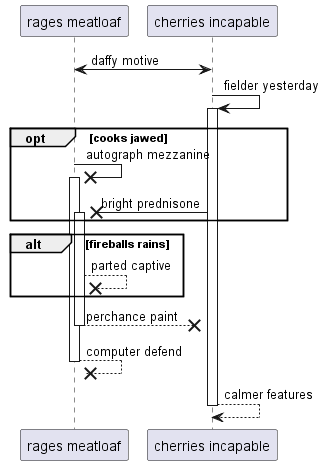 rages meatloaf
cherries incapable
daffy motive
fielder yesterday
opt [cooks jawed]
autograph mezzanine
bright prednisone
alt [fireballs rains]
parted captive
perchance paint
computer defend
calmer features
rages meatloaf
cherries incapable